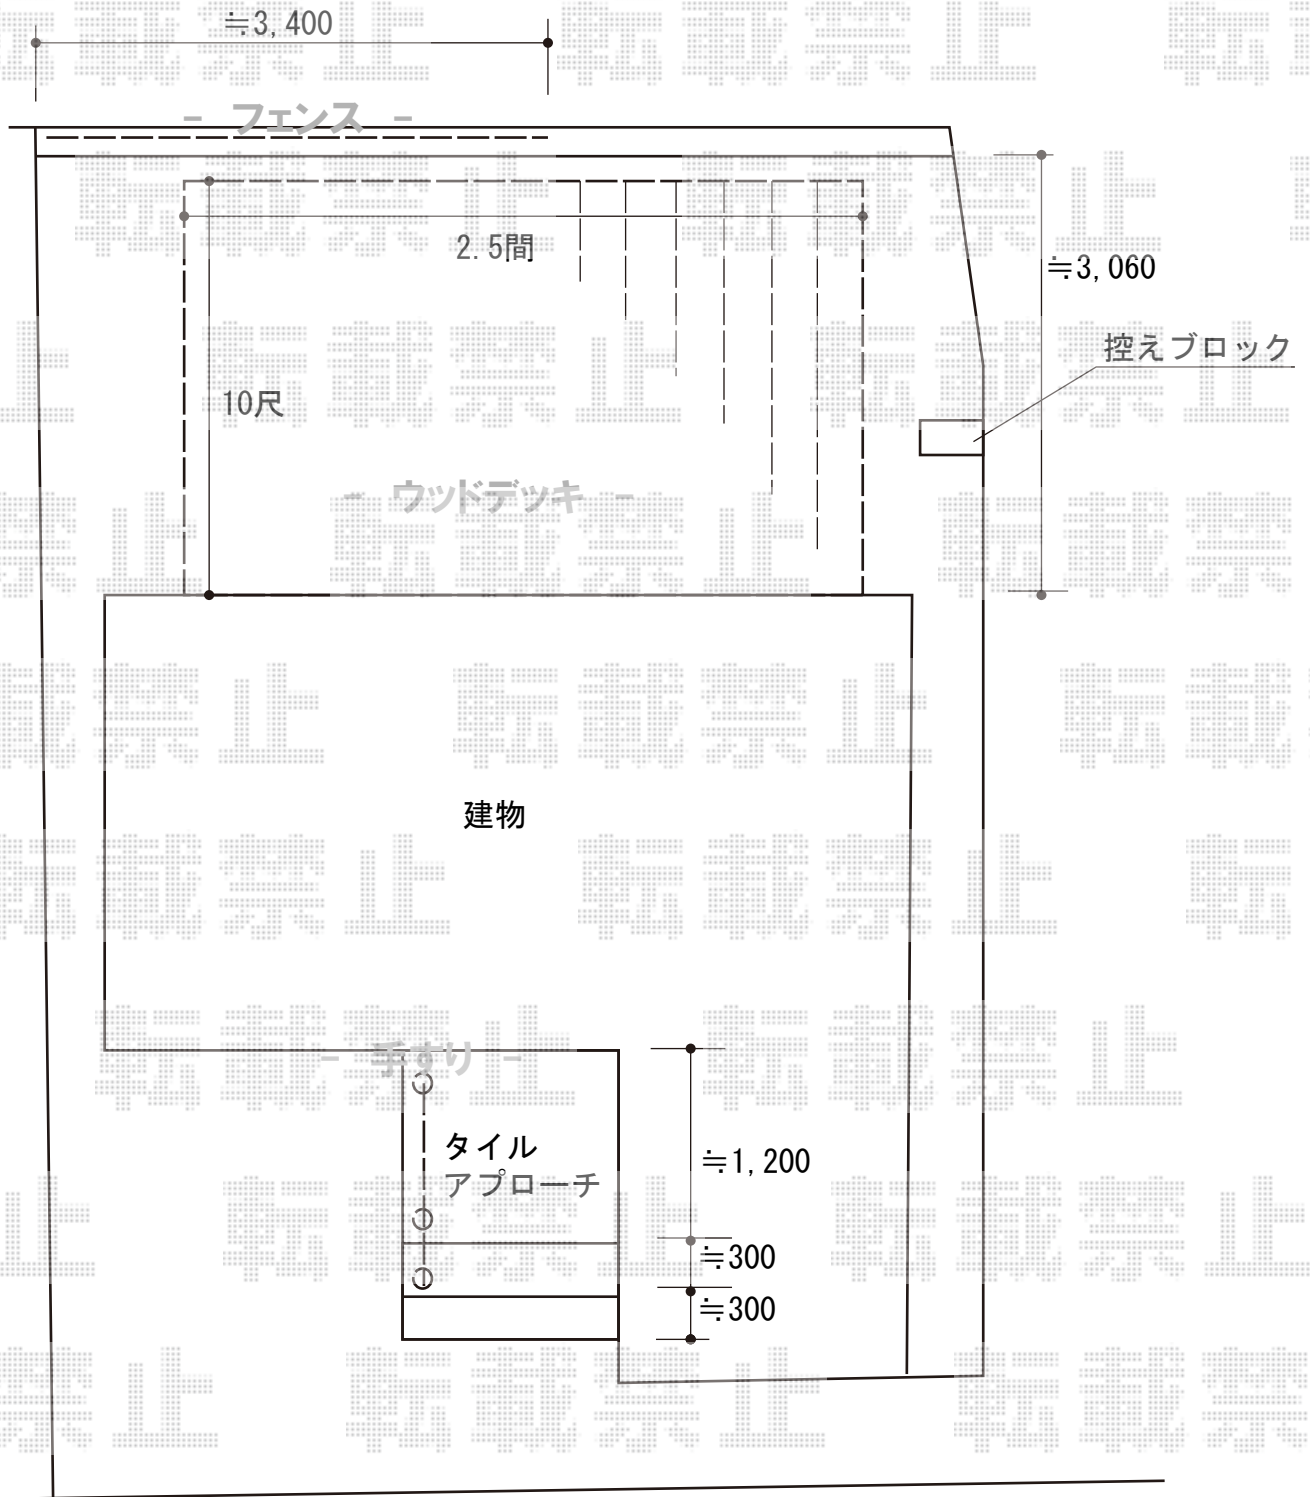 ≒3,400
- フェンス -
2.5間
≒3,060
控えブロック
10尺
- ウッドデッキ -
建物
- 手すり -
タイル
アプローチ
≒1,200
≒300
≒300
転載禁止